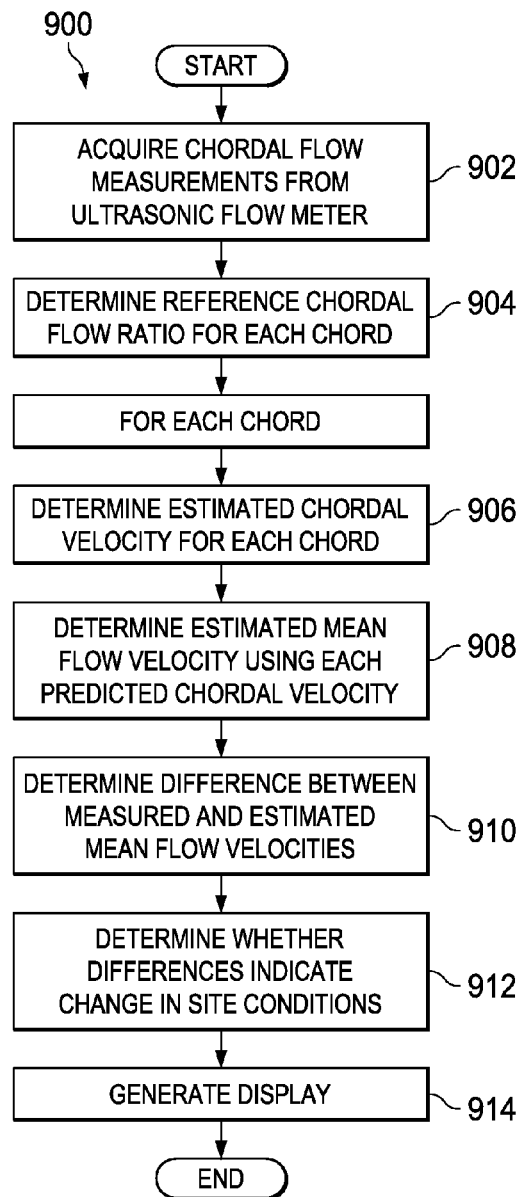 900
START
ACQUIRE CHORDAL FLOW
MEASUREMENTS FROM
ULTRASONIC FLOW METER
902
DETERMINE REFERENCE CHORDAL
FLOW RATIO FOR EACH CHORD
904
FOR EACH CHORD
DETERMINE ESTIMATED CHORDAL
VELOCITY FOR EACH CHORD
906
DETERMINE ESTIMATED MEAN
FLOW VELOCITY USING EACH
PREDICTED CHORDAL VELOCITY
908
DETERMINE DIFFERENCE BETWEEN
MEASURED AND ESTIMATED
MEAN FLOW VELOCITIES
910
DETERMINE WHETHER
DIFFERENCES INDICATE
CHANGE IN SITE CONDITIONS
912
GENERATE DISPLAY
914
END